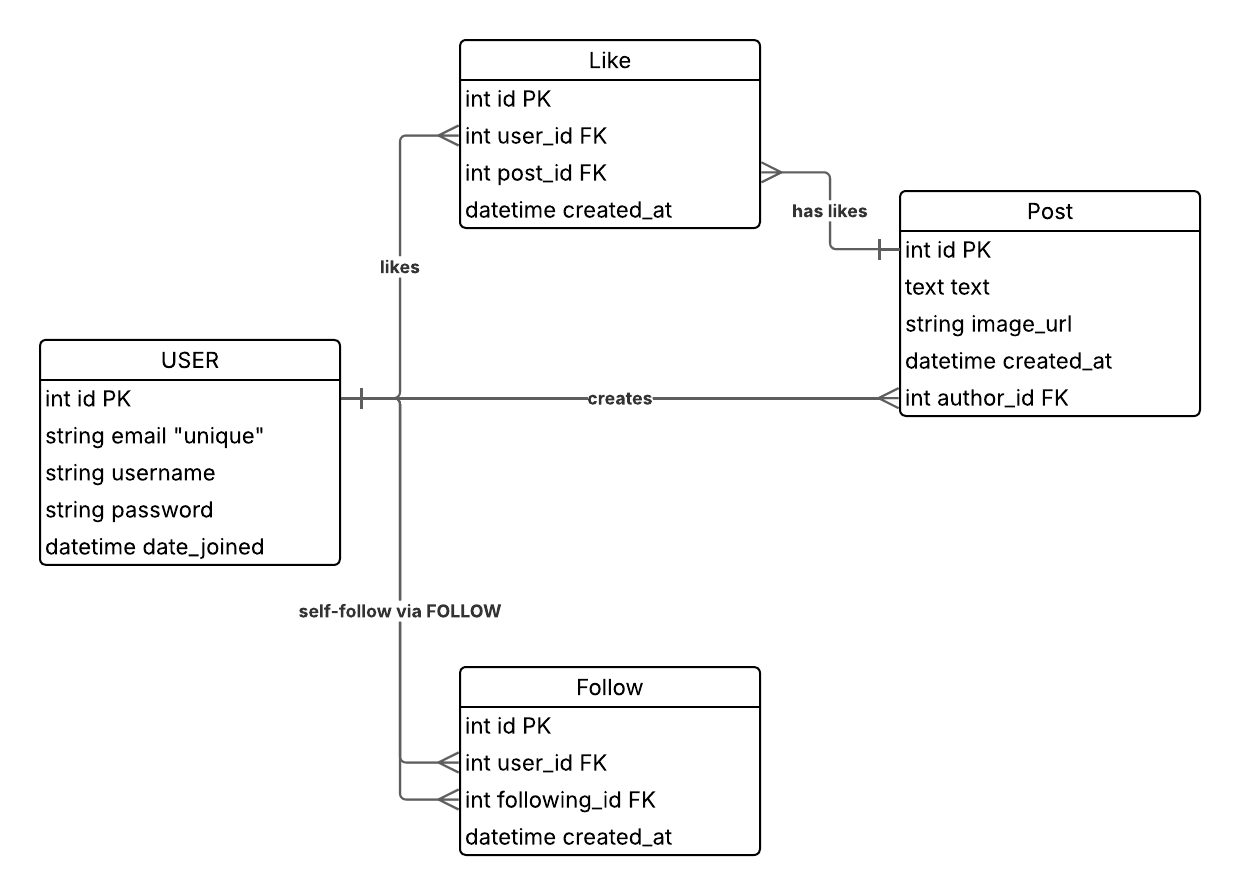 Like
int id PK
int user_id FK
int post_id FK
datetime created_at
has likes
Post
int id PK
text text
string image_url
datetime created_at
int author_id FK
likes
USER
int id PK
string email "unique"
string username
string password
datetime date_joined
creates
self-follow via FOLLOW
Follow
int id PK
int user_id FK
int following_id FK
datetime created_at